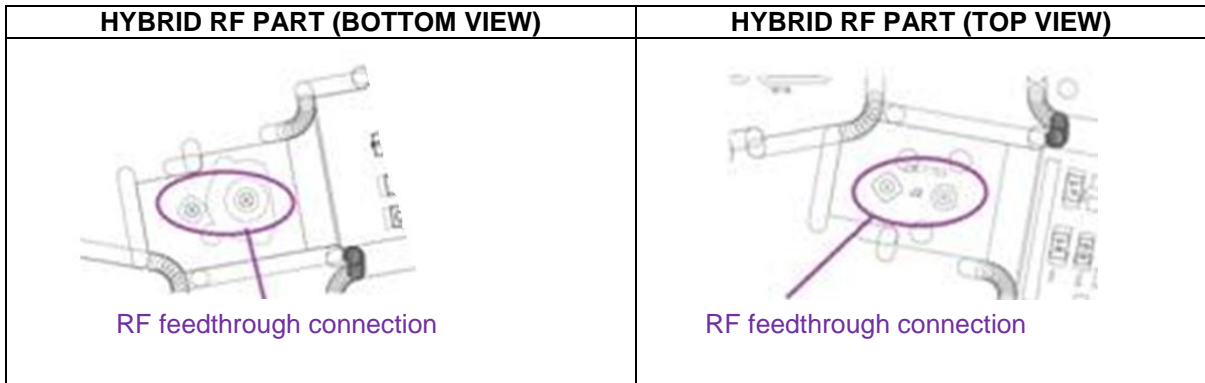 HYBRID RF PART (BOTTOM VIEW)
HYBRID RF PART (TOP VIEW)
RF feedthrough connection
RF feedthrough connection